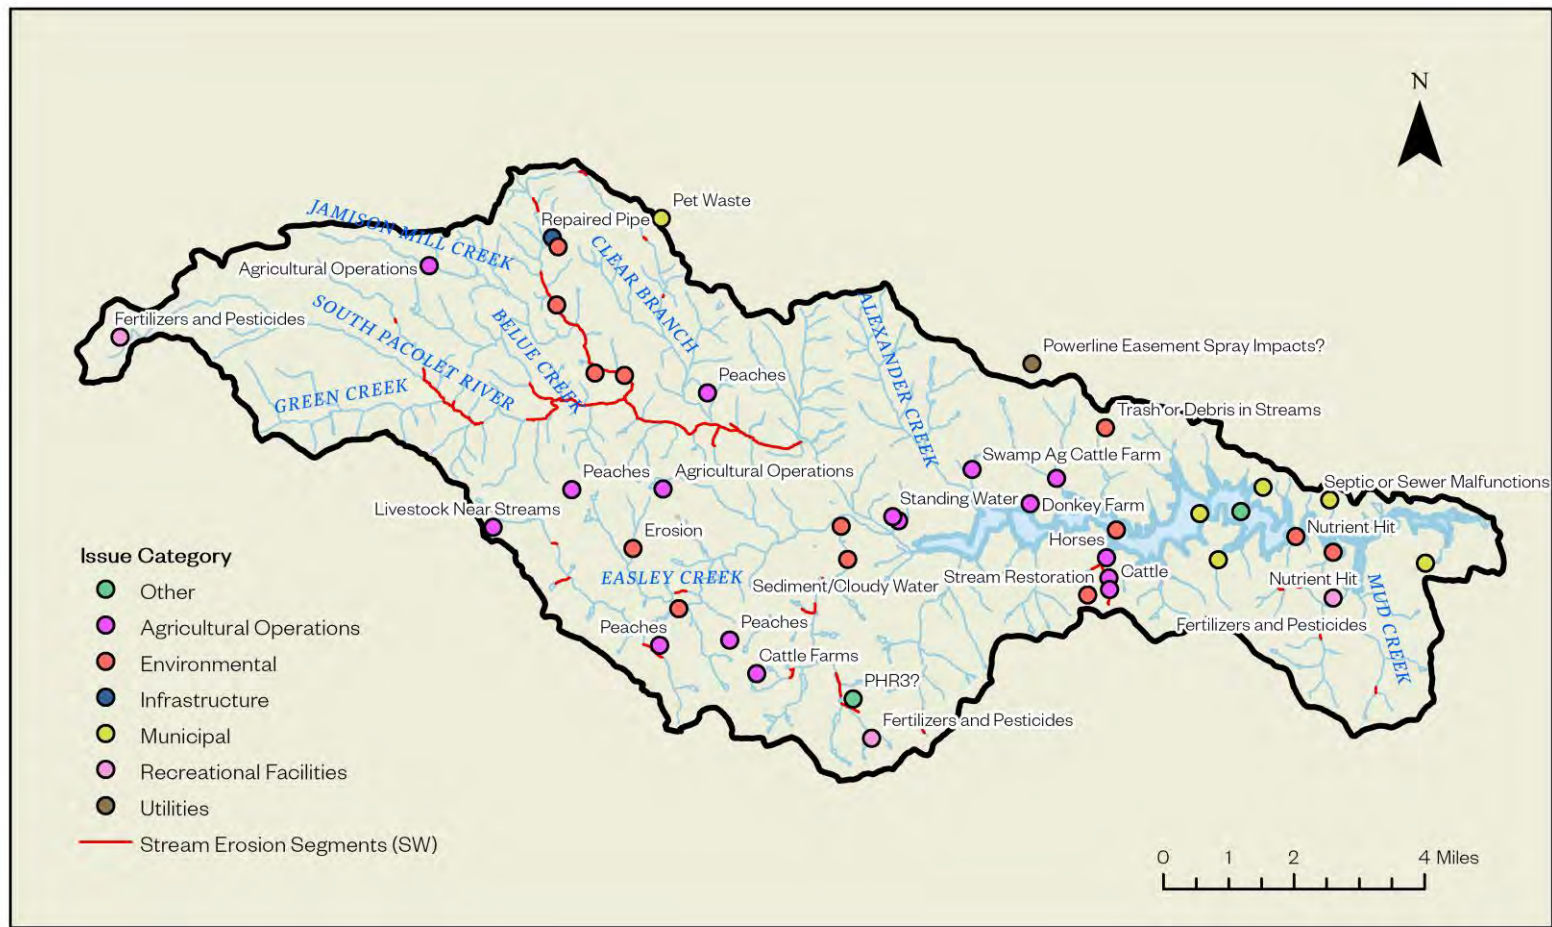 N
Pet Waste
Repaired Pipe
JAMISON MILL CREEK
CLEAR BRANCH
Agricultural Operations
ALEXANDER CREEK
SOUTH PACOLET RIVER
Fertilizers and Pesticides
BELUE CREEK
Powerline Easement Spray Impacts?
Peaches
GREEN CREEK
Trash or Debris in Streams
Swamp Ag Cattle Farm
Peaches
Agricultural Operations
Septic or Sewer Malfunctions
Standing Water
Donkey Farm
Livestock Near Streams
Erosion
Nutrient Hit
Horses
EASLEY CREEK
Sediment/Cloudy Water
Stream Restoration
Cattle
Nutrient Hit
MUD CREEK
Peaches
Peaches
Fertilizers and Pesticides
Cattle Farms
PHR3?
Fertilizers and Pesticides
Issue Category
Other
Agricultural Operations
Environmental
Infrastructure
Municipal
Recreational Facilities
Utilities
Stream Erosion Segments (SW)
0 1 2 4 Miles